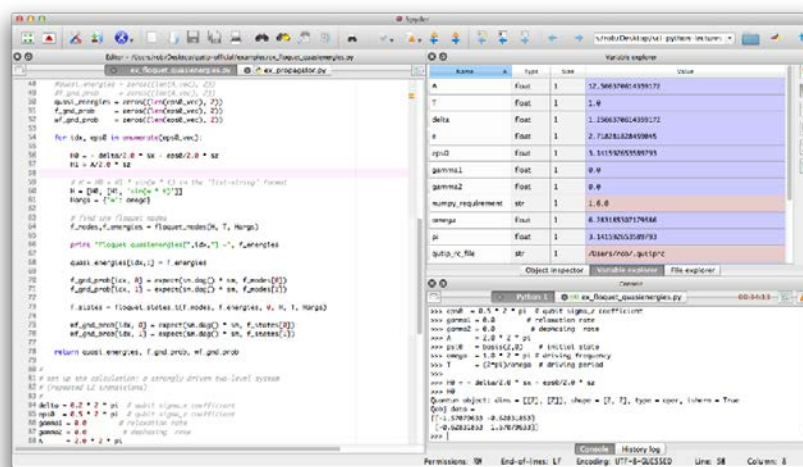 Spyder
ex_floquet_quasienergies.py
ex_propagator.py
quasi_energies = zeros((len(eps0_vec), 2))
f_gnd_prob = zeros((len(eps0_vec), 2))
wf_gnd_prob = zeros((len(eps0_vec), 2))
for idx, eps0 in enumerate(eps0_vec):
H0 = - delta/2.0 * sx - eps0/2.0 * sz
H1 = A/2.0 * sz
# find the floquet modes
f_modes,f_energies = floquet_modes(H, T, Hargs)
print "Floquet quasienergies[",idx,"] =", f_energies
quasi_energies[idx,:] = f_energies
f_gnd_prob[idx, 0] = expect(sm.dag() * sm, f_modes[0])
f_gnd_prob[idx, 1] = expect(sm.dag() * sm, f_modes[1])
f_states = floquet_states_t(f_modes, f_energies, 0, H, T, Hargs)
wf_gnd_prob[idx, 0] = expect(sm.dag() * sm, f_states[0])
wf_gnd_prob[idx, 1] = expect(sm.dag() * sm, f_states[1])
return quasi_energies, f_gnd_prob, wf_gnd_prob
# set up the calculation: a strongly driven two-level system
# (repeated LZ transitions)
delta = 0.2 * 2 * pi # qubit sigma_x coefficient
eps0 = 0.5 * 2 * pi # qubit sigma_z coefficient
gamma1 = 0.0 # relaxation rate
gamma2 = 0.0 # dephasing rate
A = 2.0 * 2 * pi
Variable explorer
Name Type Size Value
A float 1 12.566370614359172
T float 1 1.0
delta float 1 1.2566370614359172
e float 1 2.718281828459045
eps0 float 1 3.141592653589793
gamma1 float 1 0.0
gamma2 float 1 0.0
numpy_requirement str 1 1.6.0
omega float 1 6.283185307179586
pi float 1 3.141592653589793
qutip_rc_file str 1 /Users/rob/.qutiprc
Object inspector Variable explorer File explorer
Console
Python 1 ex_floquet_quasienergies.py 00:34:13
>>> eps0 = 0.5 * 2 * pi # qubit sigma_z coefficient
>>> gamma1 = 0.0 # relaxation rate
>>> gamma2 = 0.0 # dephasing rate
>>> A = 2.0 * 2 * pi
>>> psi0 = basis(2,0) # initial state
>>> omega = 1.0 * 2 * pi # driving frequency
>>> T = (2*pi)/omega # driving period
>>>
>>> H0 = - delta/2.0 * sx - eps0/2.0 * sz
>>> H0
Quantum object: dims = [[2], [2]], shape = [2, 2], type = oper, isherm = True
Qobj data =
[[-1.57079633 -0.62831853]
[-0.62831853 1.57079633]]
>>>
Console History log
Permissions: RW End-of-lines: LF Encoding: UTF-8-GUESSED Line: 58 Column: 8